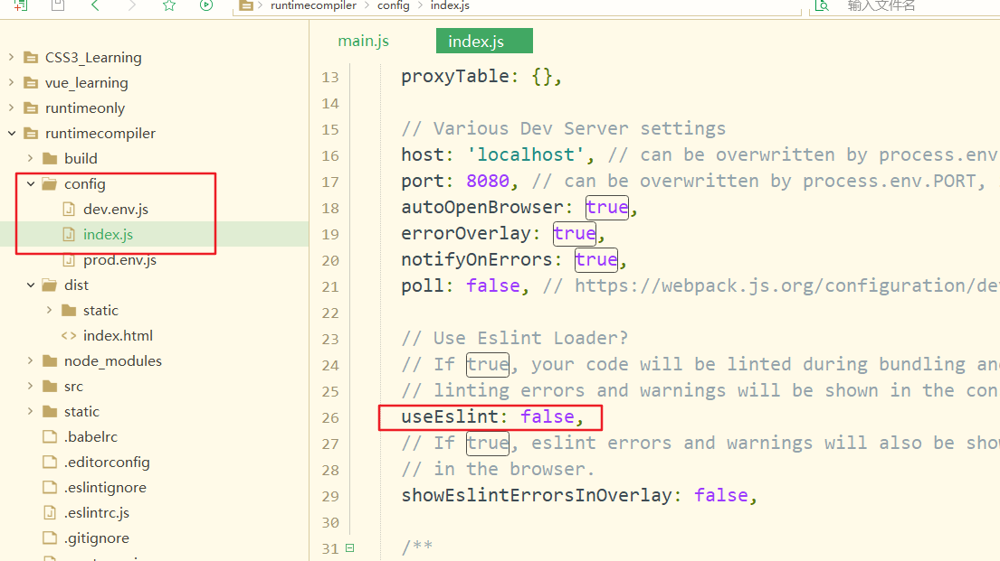 runtimecompiler > config > index.js
输入文件名
CSS3_Learning
vue_learning
runtimeonly
runtimecompiler
build
config
dev.env.js
index.js
prod.env.js
dist
static
index.html
node_modules
src
static
.babelrc
.editorconfig
.eslintignore
.eslintrc.js
.gitignore
main.js
index.js
13 proxyTable: {},
14
15 // Various Dev Server settings
16 host: 'localhost', // can be overwritten by process.env
17 port: 8080, // can be overwritten by process.env.PORT,
18 autoOpenBrowser: true,
19 errorOverlay: true,
20 notifyOnErrors: true,
21 poll: false, // https://webpack.js.org/configuration/de
22
23 // Use Eslint Loader?
24 // If true, your code will be linted during bundling an
25 // linting errors and warnings will be shown in the con
26 useEslint: false,
27 // If true, eslint errors and warnings will also be sho
28 // in the browser.
29 showEslintErrorsInOverlay: false,
30
31 /**